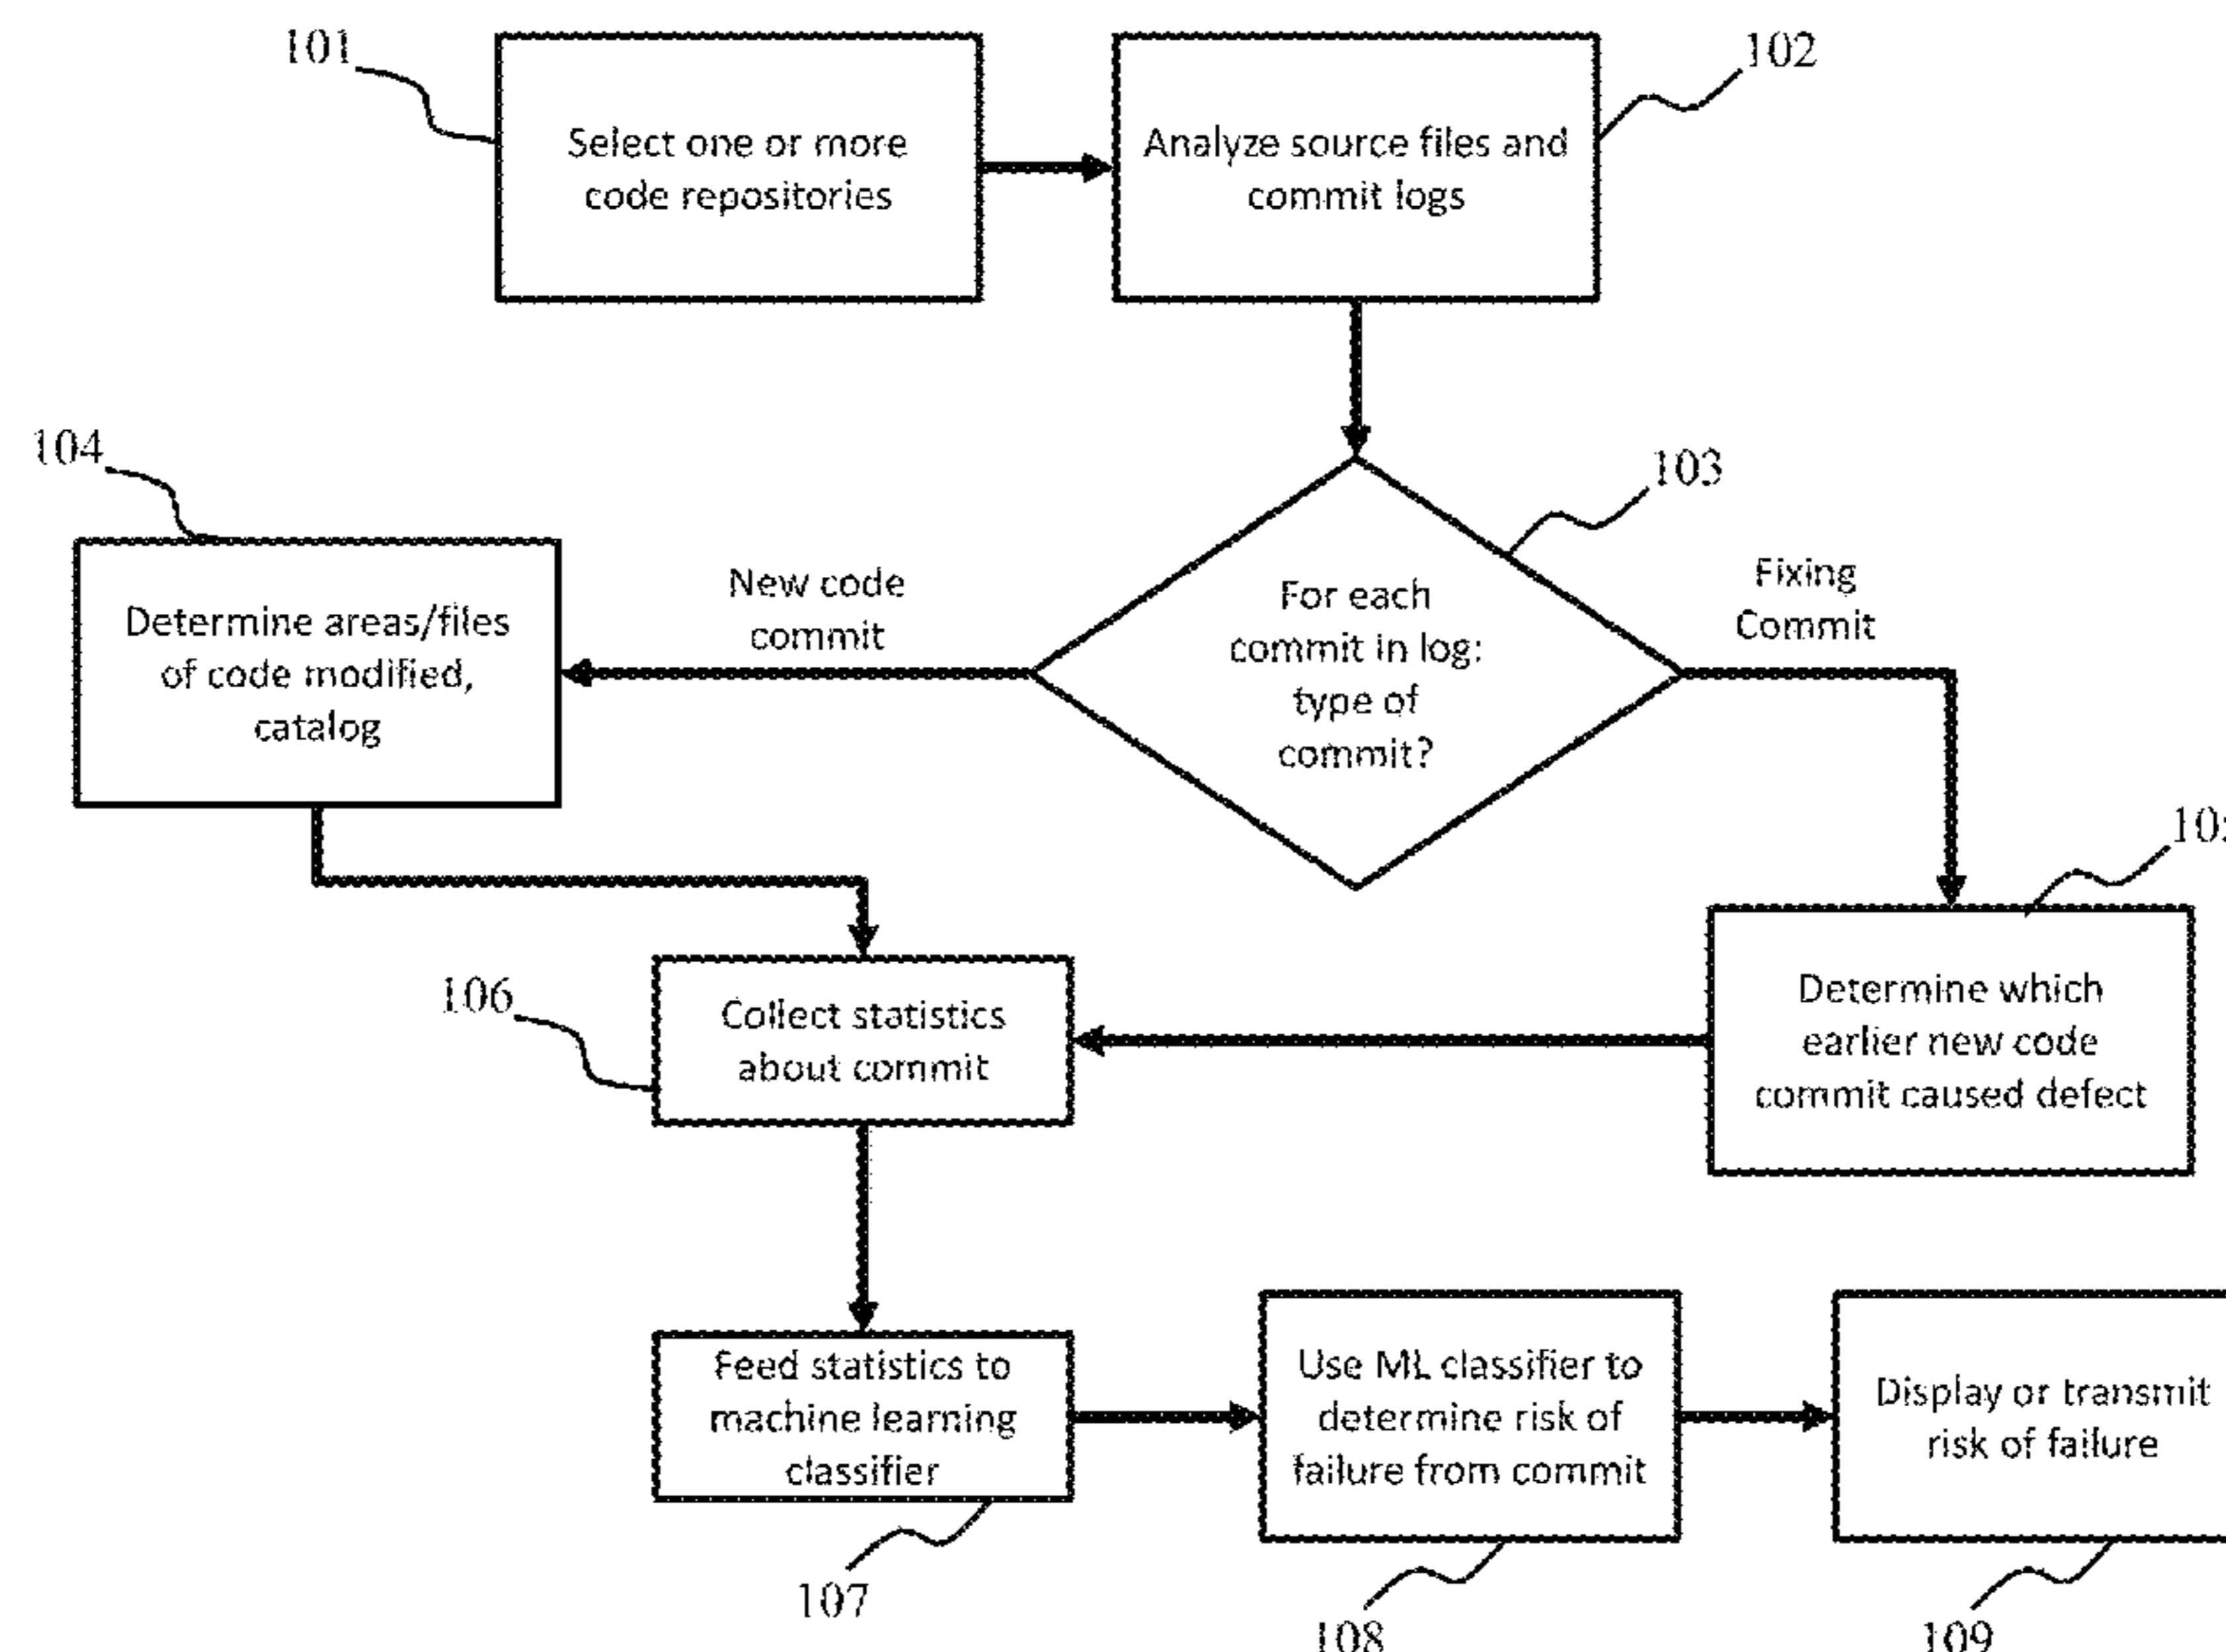 101
Select one or more
code repositories
Analyze source files and
commit logs
102
103
For each
commit in log:
type of
commit?
New code
commit
Fixing
Commit
104
Determine areas/files
of code modified,
catalog
Determine which
earlier new code
commit caused defect
106
Collect statistics
about commit
Feed statistics to
machine learning
classifier
107
Use ML classifier to
determine risk of
failure from commit
108
Display or transmit
risk of failure
109